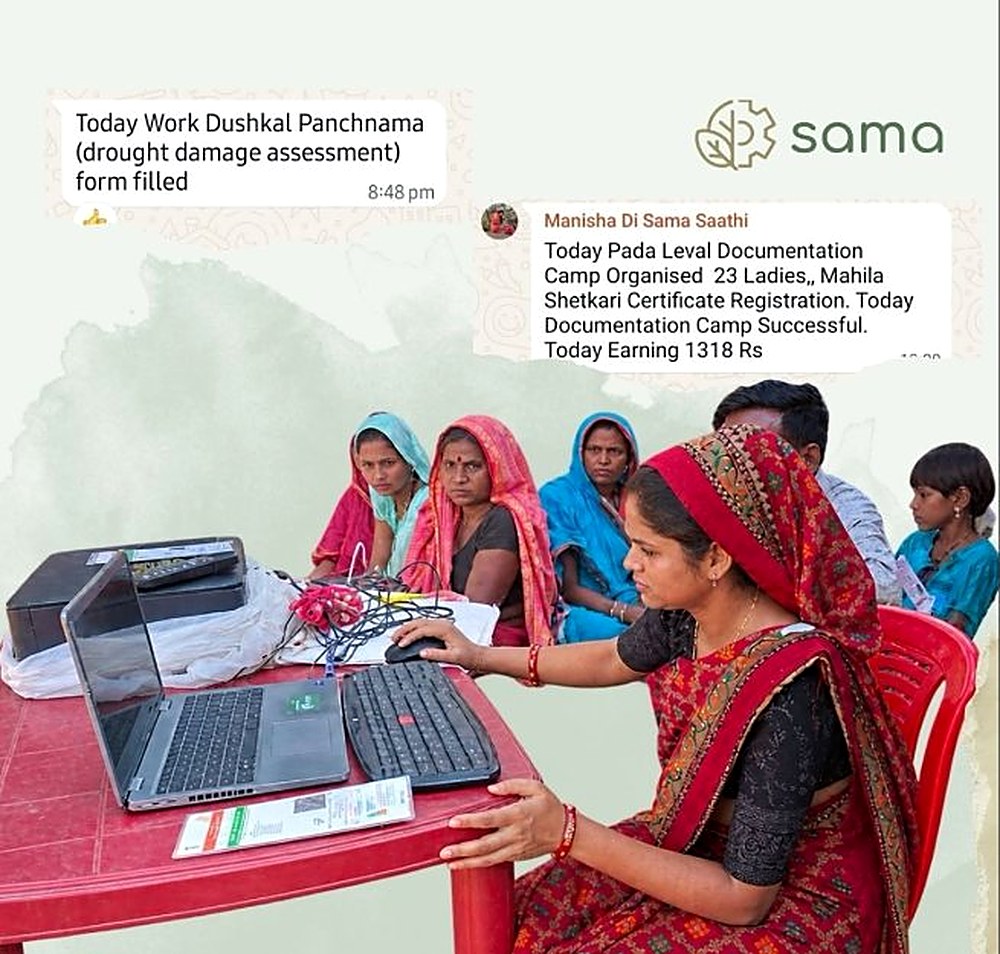 Today Work Dushkal Panchnama
(drought damage assessment)
form filled
8:48 pm
sama
Manisha Di Sama Saathi
Today Pada Leval Documentation
Camp Organised 23 Ladies,, Mahila
Shetkari Certificate Registration. Today
Documentation Camp Successful.
Today Earning 1318 Rs